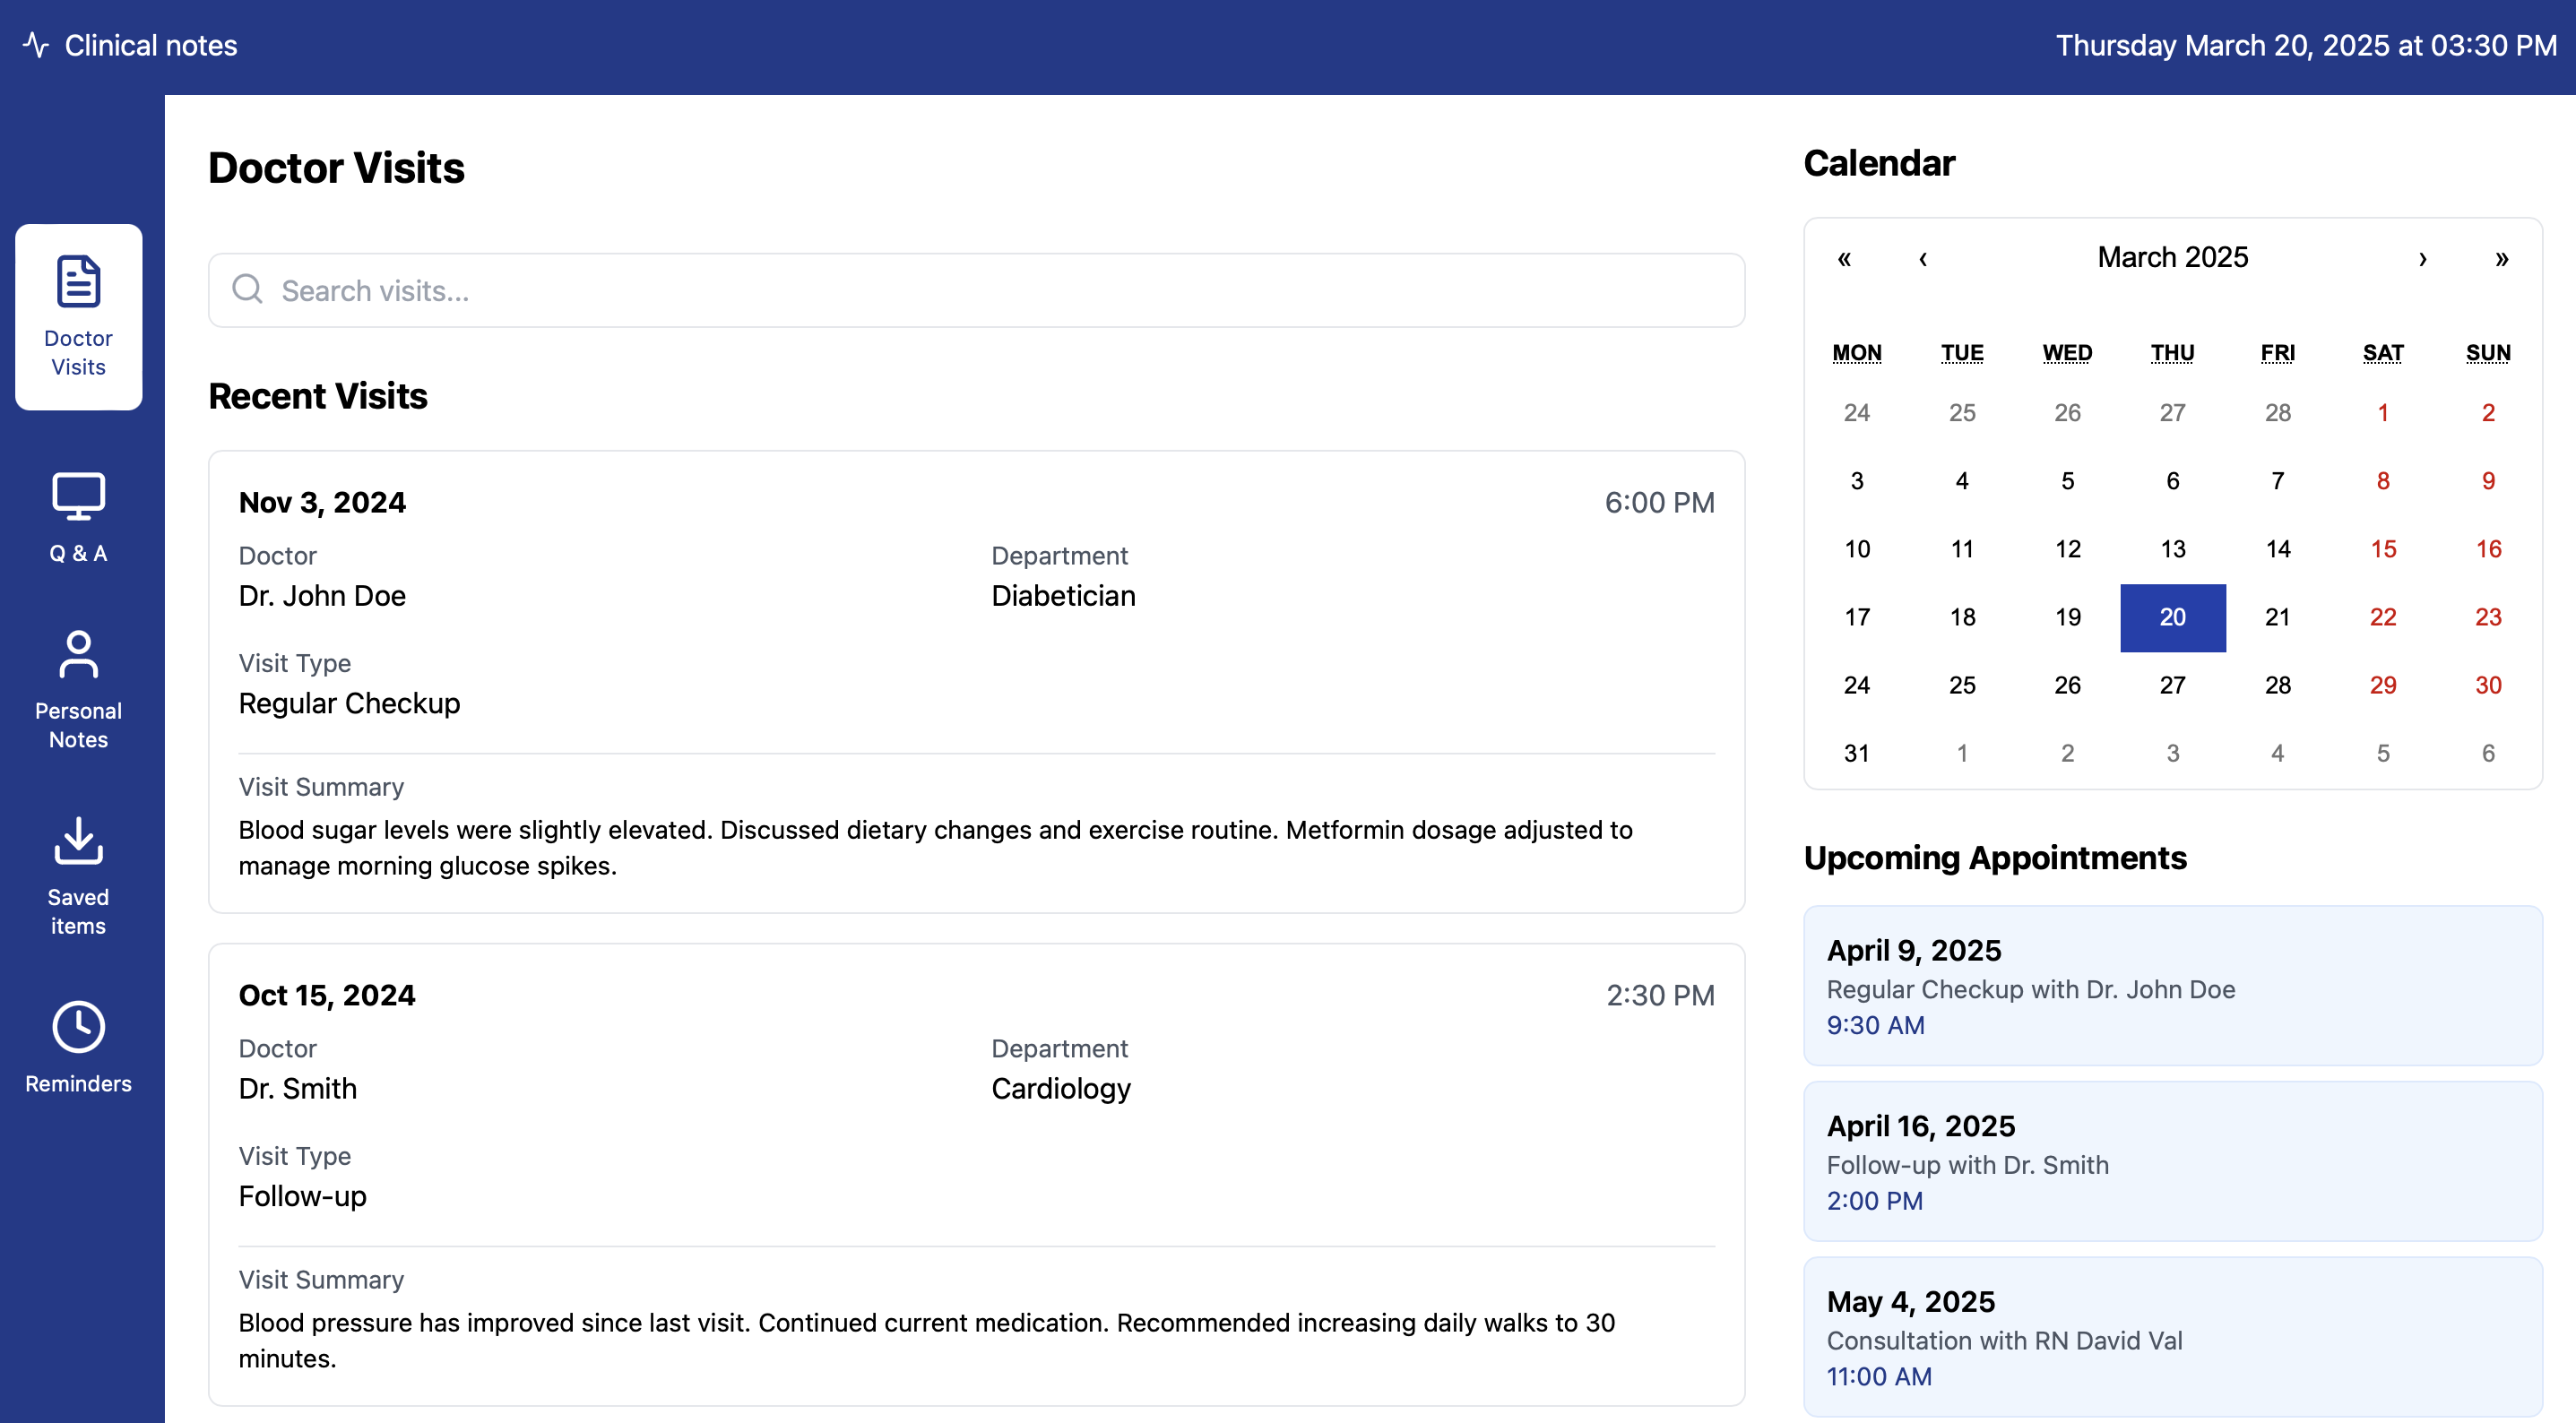 Clinical notes
Thursday March 20, 2025 at 03:30 PM
Doctor
Visits
Q & A
Personal
Notes
Saved
items
Reminders
Doctor Visits
Search visits...
Recent Visits
Nov 3, 2024
6:00 PM
Doctor
Department
Dr. John Doe
Diabetician
Visit Type
Regular Checkup
Visit Summary
Blood sugar levels were slightly elevated. Discussed dietary changes and exercise routine. Metformin dosage adjusted to
manage morning glucose spikes.
Oct 15, 2024
2:30 PM
Doctor
Department
Dr. Smith
Cardiology
Visit Type
Follow-up
Visit Summary
Blood pressure has improved since last visit. Continued current medication. Recommended increasing daily walks to 30
minutes.
Calendar
« ‹ March 2025 › »
MON TUE WED THU FRI SAT SUN
24 25 26 27 28 1 2
3 4 5 6 7 8 9
10 11 12 13 14 15 16
17 18 19 20 21 22 23
24 25 26 27 28 29 30
31 1 2 3 4 5 6
Upcoming Appointments
April 9, 2025
Regular Checkup with Dr. John Doe
9:30 AM
April 16, 2025
Follow-up with Dr. Smith
2:00 PM
May 4, 2025
Consultation with RN David Val
11:00 AM